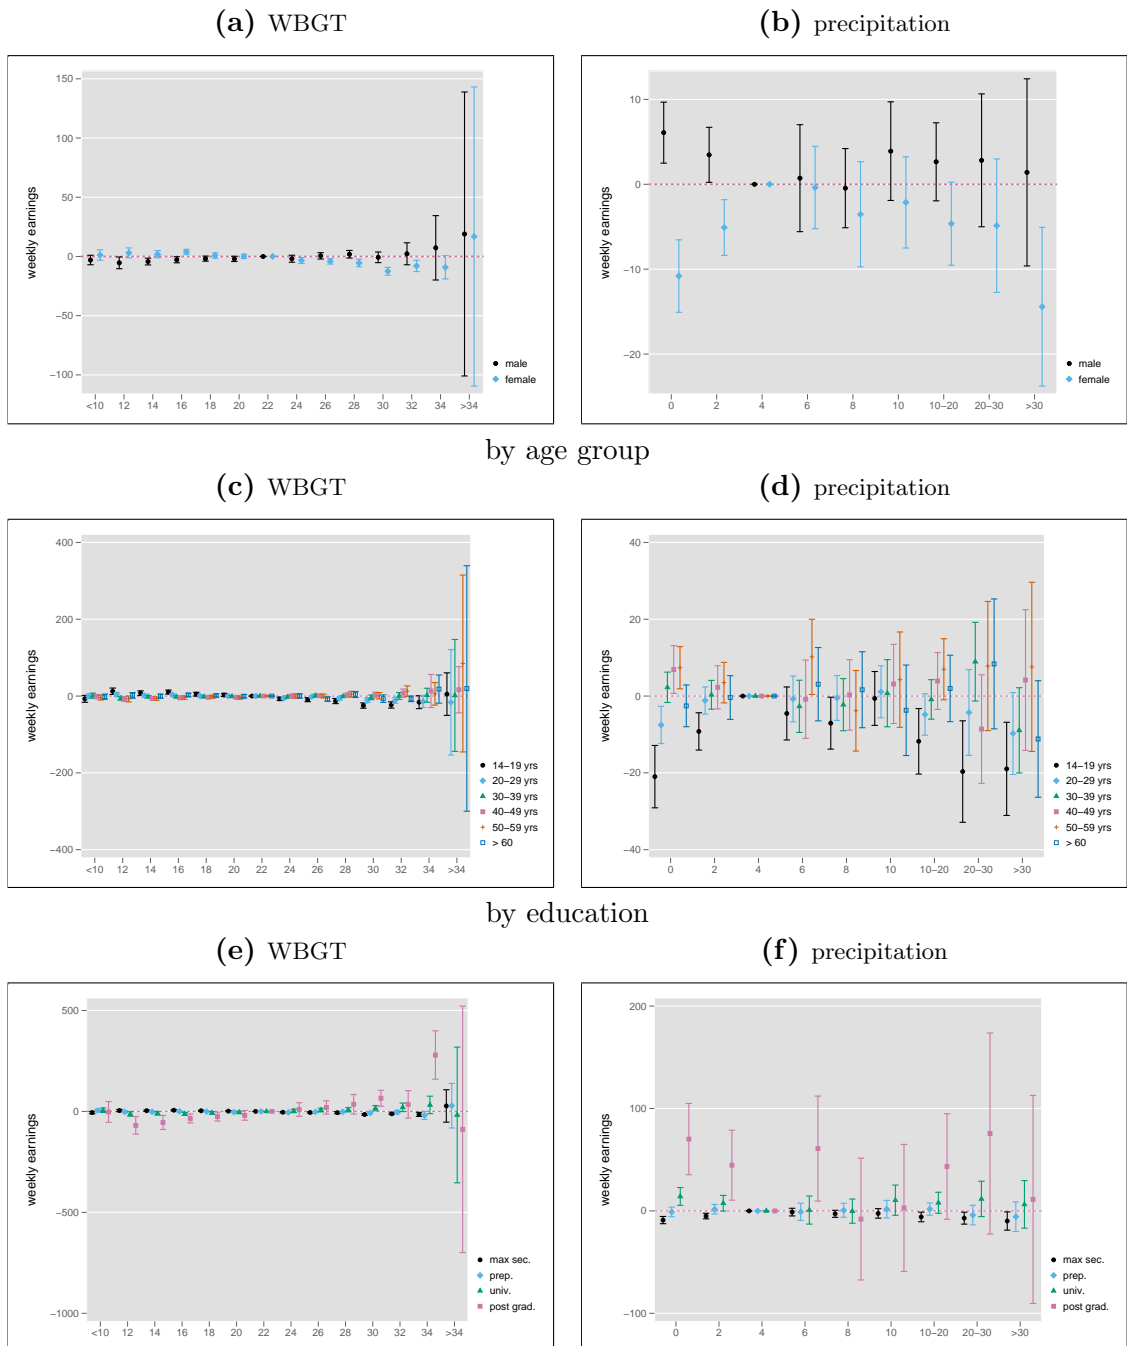 (a) WBGT
(b) precipitation
weekly earnings
150
100
50
0
−50
−100
<10 12 14 16 18 20 22 24 26 28 30 32 34 >34
male
female
weekly earnings
10
0
−10
−20
0 2 4 6 8 10 10−20 20−30 >30
male
female
by age group
(c) WBGT
(d) precipitation
weekly earnings
400
200
0
−200
−400
<10 12 14 16 18 20 22 24 26 28 30 32 34 >34
14−19 yrs
20−29 yrs
30−39 yrs
40−49 yrs
50−59 yrs
> 60
weekly earnings
40
20
0
−20
−40
0 2 4 6 8 10 10−20 20−30 >30
14−19 yrs
20−29 yrs
30−39 yrs
40−49 yrs
50−59 yrs
> 60
by education
(e) WBGT
(f) precipitation
weekly earnings
500
0
−500
−1000
<10 12 14 16 18 20 22 24 26 28 30 32 34 >34
max sec.
prep.
univ.
post grad.
weekly earnings
200
100
0
−100
0 2 4 6 8 10 10−20 20−30 >30
max sec.
prep.
univ.
post grad.